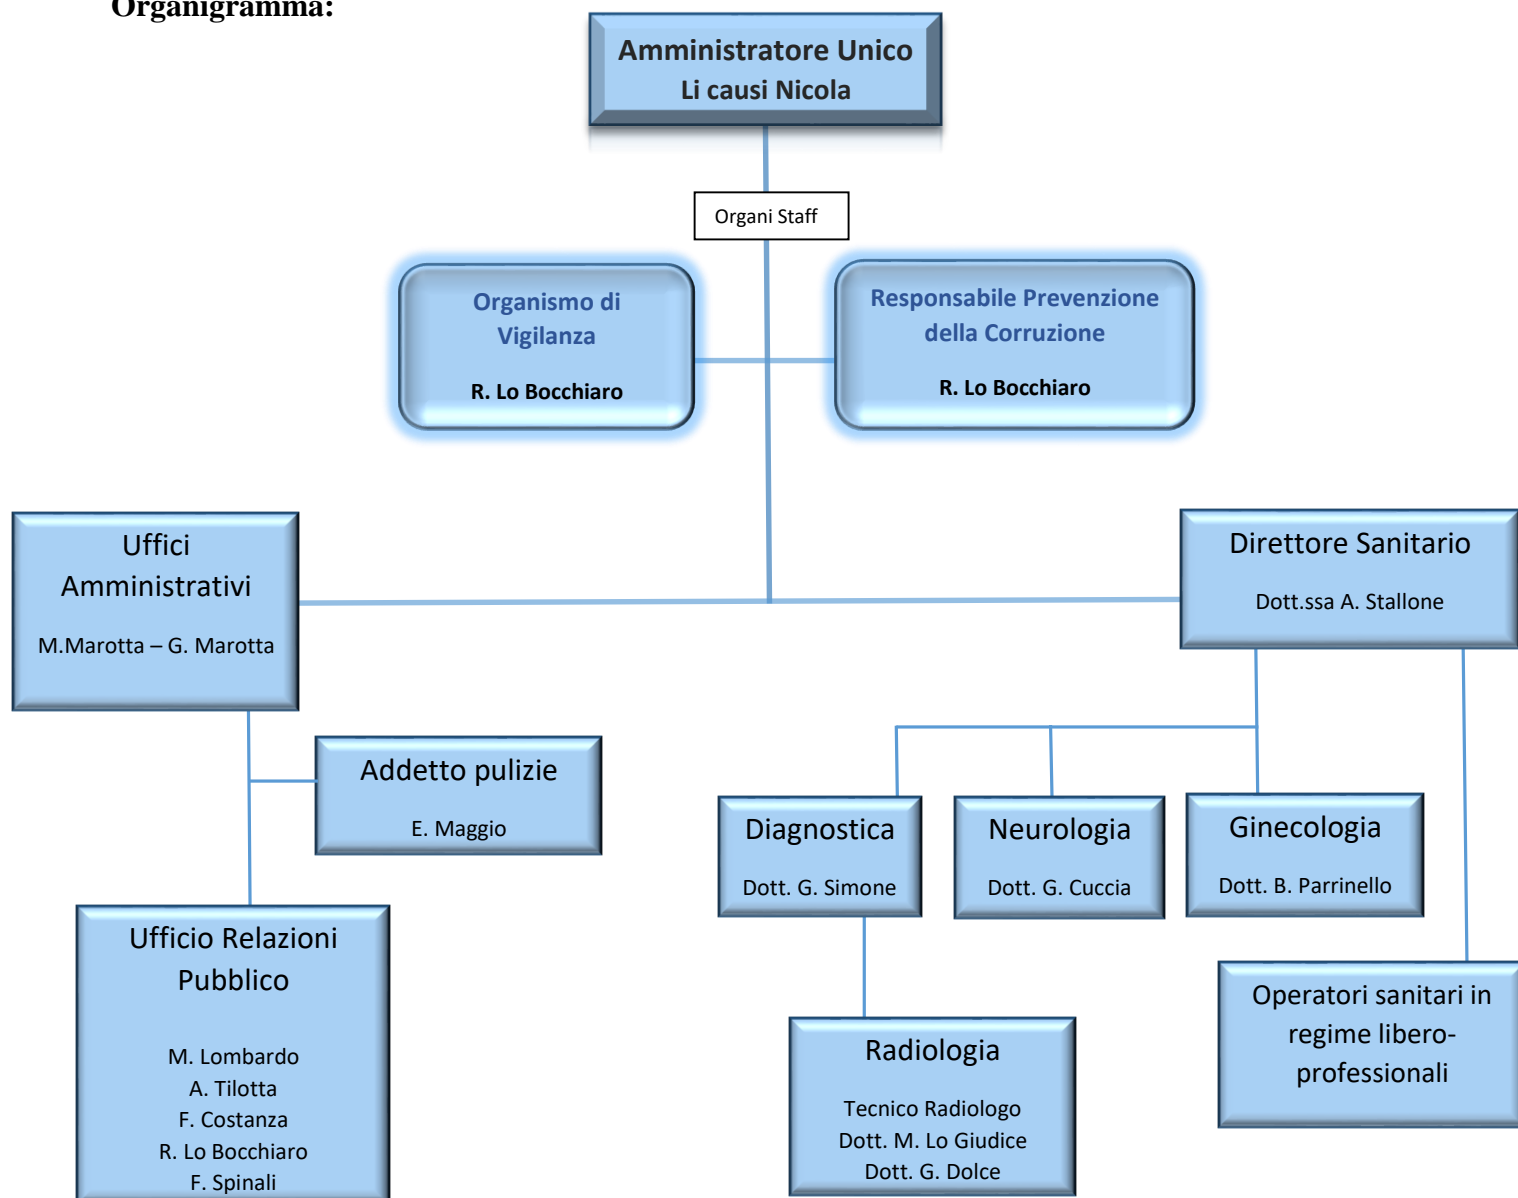 Organigramma:
Amministratore Unico
Li causi Nicola
Organi Staff
Organismo di
Vigilanza
R. Lo Bocchiaro
Responsabile Prevenzione
della Corruzione
R. Lo Bocchiaro
Uffici
Amministrativi
M.Marotta – G. Marotta
Direttore Sanitario
Dott.ssa A. Stallone
Addetto pulizie
E. Maggio
Diagnostica
Dott. G. Simone
Neurologia
Dott. G. Cuccia
Ginecologia
Dott. B. Parrinello
Ufficio Relazioni
Pubblico
M. Lombardo
A. Tilotta
F. Costanza
R. Lo Bocchiaro
F. Spinali
Radiologia
Tecnico Radiologo
Dott. M. Lo Giudice
Dott. G. Dolce
Operatori sanitari in
regime libero-
professionali